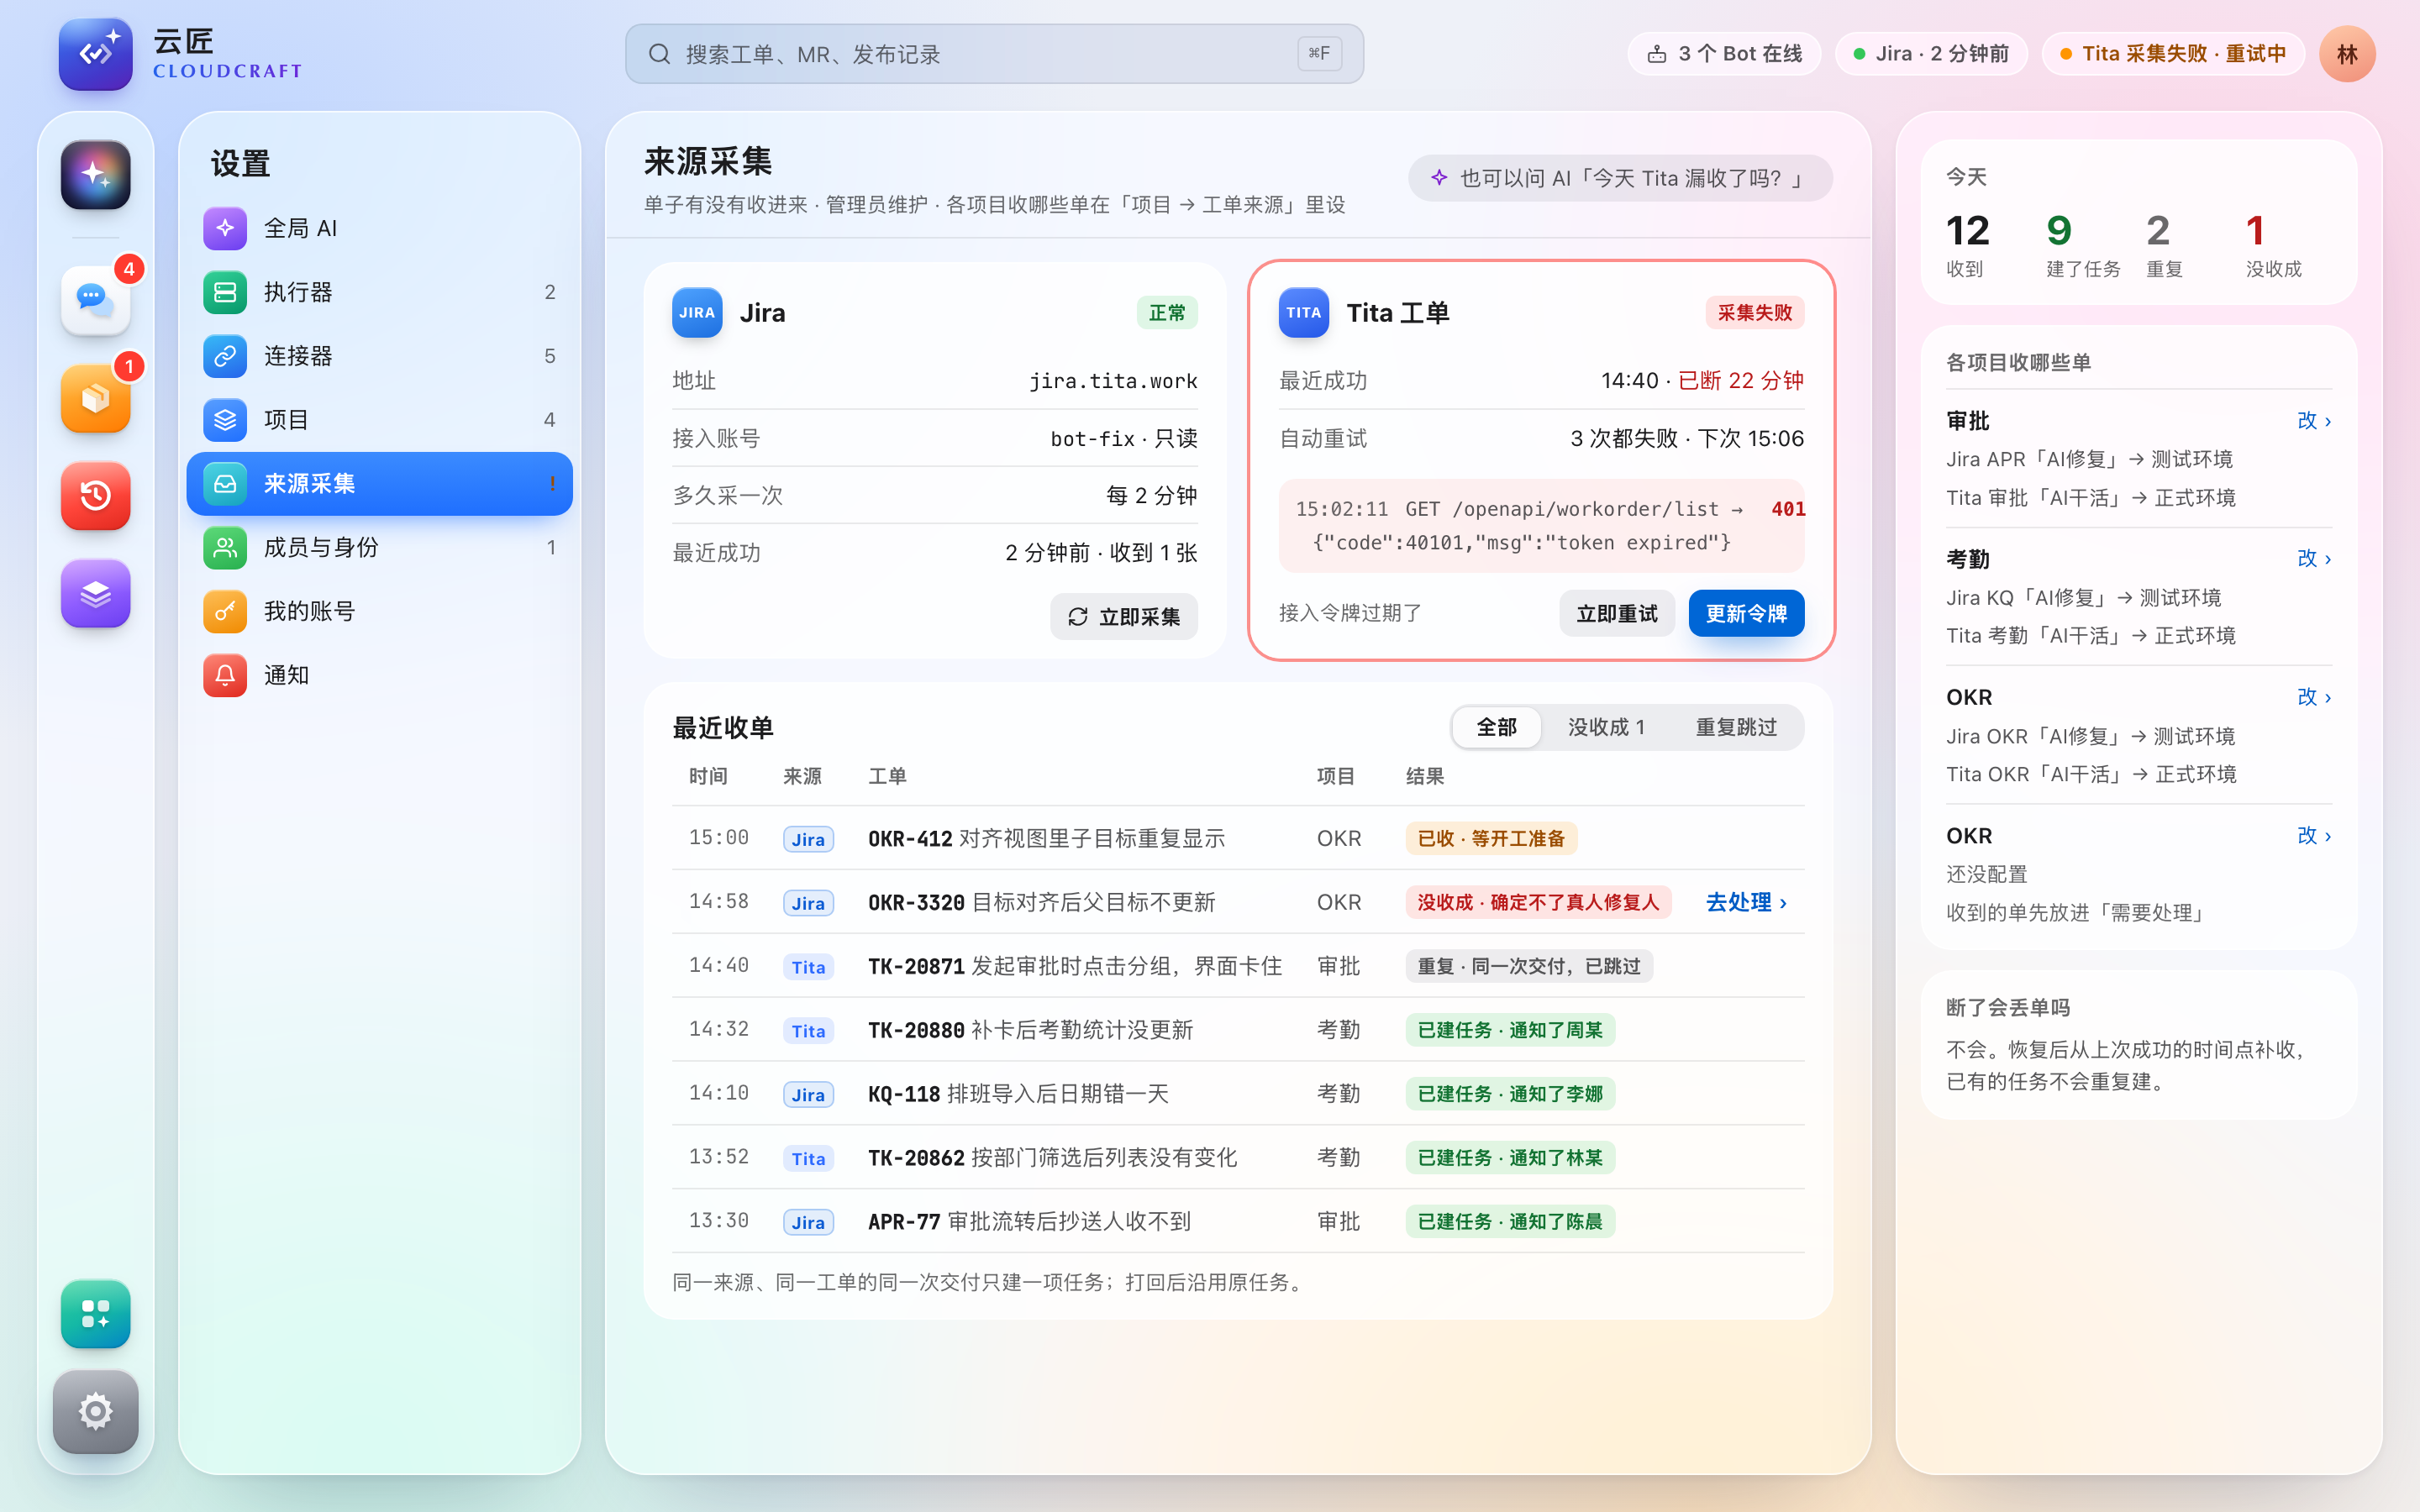 云匠
CLOUDCRAFT
搜索工单、MR、发布记录
⌘F
3 个 Bot 在线
Jira · 2 分钟前
Tita 采集失败 · 重试中
林
4
1
设置
全局 AI
执行器 2
连接器 5
项目 4
来源采集 !
成员与身份 1
我的账号
通知
来源采集
单子有没有收进来 · 管理员维护 · 各项目收哪些单在「项目 → 工单来源」里设
也可以问 AI「今天 Tita 漏收了吗？」
JIRA Jira 正常
地址 jira.tita.work
接入账号 bot-fix · 只读
多久采一次 每 2 分钟
最近成功 2 分钟前 · 收到 1 张
立即采集
TITA Tita 工单 采集失败
最近成功 14:40 · 已断 22 分钟
自动重试 3 次都失败 · 下次 15:06
15:02:11 GET /openapi/workorder/list → 401
{"code":40101,"msg":"token expired"}
接入令牌过期了 立即重试 更新令牌
最近收单 全部 没收成 1 重复跳过
时间 来源 工单 项目 结果
15:00 Jira OKR-412 对齐视图里子目标重复显示 OKR 已收 · 等开工准备
14:58 Jira OKR-3320 目标对齐后父目标不更新 OKR 没收成 · 确定不了真人修复人 去处理 ›
14:40 Tita TK-20871 发起审批时点击分组，界面卡住 审批 重复 · 同一次交付，已跳过
14:32 Tita TK-20880 补卡后考勤统计没更新 考勤 已建任务 · 通知了周某
14:10 Jira KQ-118 排班导入后日期错一天 考勤 已建任务 · 通知了李娜
13:52 Tita TK-20862 按部门筛选后列表没有变化 考勤 已建任务 · 通知了林某
13:30 Jira APR-77 审批流转后抄送人收不到 审批 已建任务 · 通知了陈晨
同一来源、同一工单的同一次交付只建一项任务；打回后沿用原任务。
今天
12 9 2 1
收到 建了任务 重复 没收成
各项目收哪些单
审批 改 ›
Jira APR「AI修复」→ 测试环境
Tita 审批「AI干活」→ 正式环境
考勤 改 ›
Jira KQ「AI修复」→ 测试环境
Tita 考勤「AI干活」→ 正式环境
OKR 改 ›
Jira OKR「AI修复」→ 测试环境
Tita OKR「AI干活」→ 正式环境
OKR 改 ›
还没配置
收到的单先放进「需要处理」
断了会丢单吗
不会。恢复后从上次成功的时间点补收，
已有的任务不会重复建。